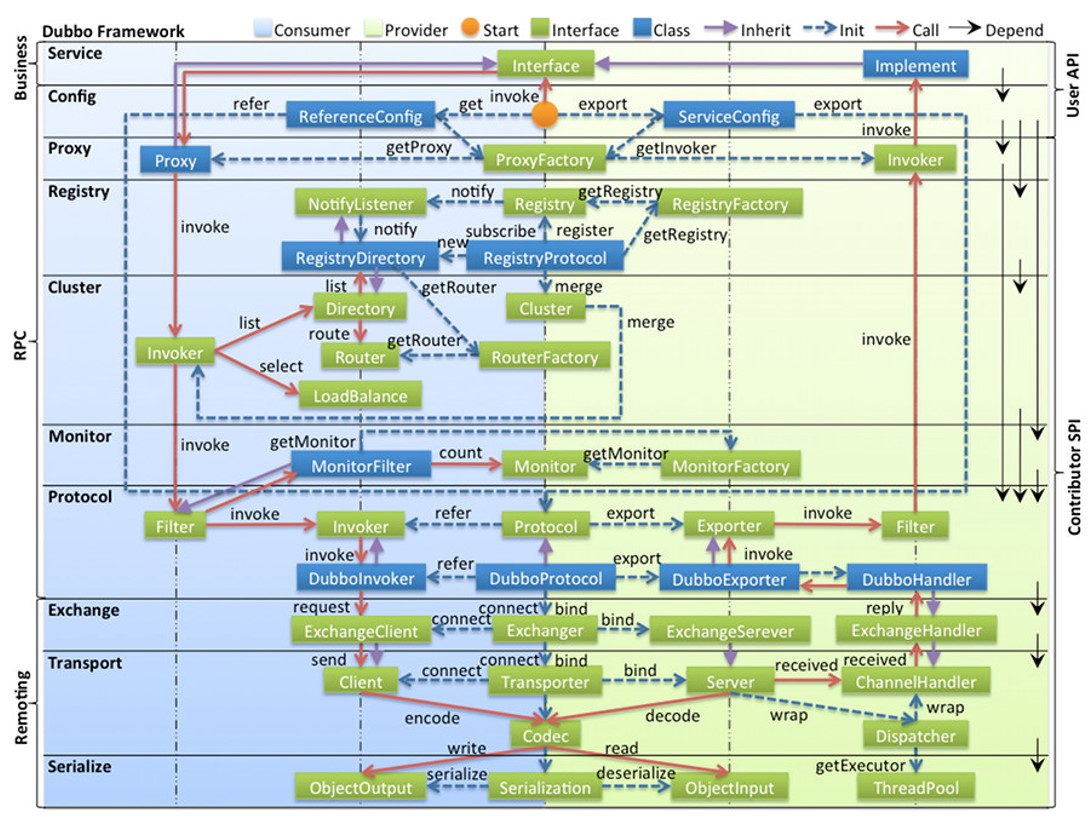 Dubbo Framework
Consumer
Provider
Start
Interface
Class
Inherit
Init
Call
Depend
Business
User API
Service
Interface
Implement
Config
refer
ReferenceConfig
get
invoke
export
ServiceConfig
export
invoke
Proxy
Proxy
getProxy
ProxyFactory
getInvoker
Invoker
Registry
NotifyListener
notify
Registry
getRegistry
RegistryFactory
invoke
notify
subscribe
register
getRegistry
RegistryDirectory
new
RegistryProtocol
RPC
Contributor SPI
Cluster
list
getRouter
merge
Directory
Cluster
list
route
getRouter
merge
invoke
Invoker
Router
RouterFactory
select
LoadBalance
Monitor
invoke
getMonitor
MonitorFilter
count
Monitor
getMonitor
MonitorFactory
Protocol
Filter
invoke
Invoker
refer
Protocol
export
Exporter
invoke
Filter
invoke
refer
export
invoke
DubboInvoker
DubboProtocol
DubboExporter
DubboHandler
Exchange
request
connect
bind
reply
ExchangeClient
connect
Exchanger
bind
ExchangeSerever
ExchangeHandler
Remoting
Transport
send
connect
bind
received
received
Client
connect
Transporter
bind
Server
ChannelHandler
encode
decode
wrap
wrap
Codec
Dispatcher
write
read
Serialize
serialize
deserialize
getExecutor
ObjectOutput
Serialization
ObjectInput
ThreadPool